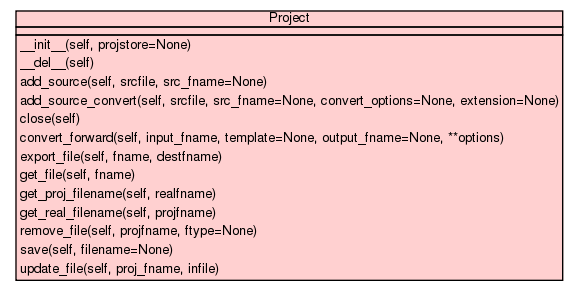 Project
__init__(self, projstore=None)
__del__(self)
add_source(self, srcfile, src_fname=None)
add_source_convert(self, srcfile, src_fname=None, convert_options=None, extension=None)
close(self)
convert_forward(self, input_fname, template=None, output_fname=None, **options)
export_file(self, fname, destfname)
get_file(self, fname)
get_proj_filename(self, realfname)
get_real_filename(self, projfname)
remove_file(self, projfname, ftype=None)
save(self, filename=None)
update_file(self, proj_fname, infile)